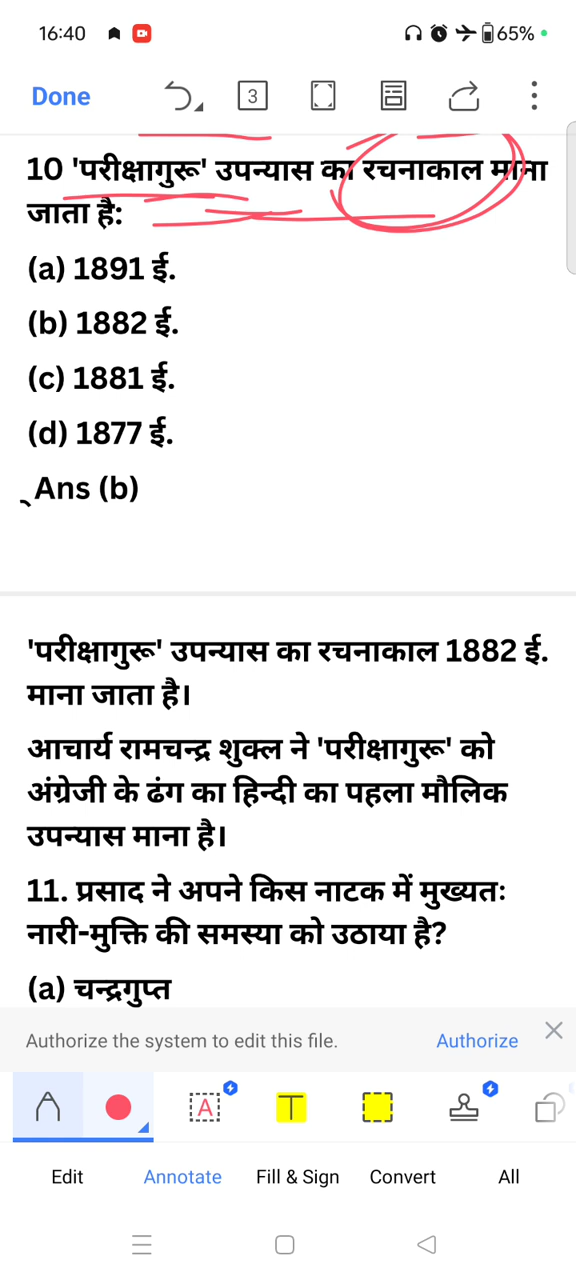 16:40
65%
Done
3
10 'परीक्षागुरू' उपन्यास का रचनाकाल माना
जाता है:
(a) 1891 ई.
(b) 1882 ई.
(c) 1881 ई.
(d) 1877 ई.
Ans (b)
'परीक्षागुरू' उपन्यास का रचनाकाल 1882 ई.
माना जाता है।
आचार्य रामचन्द्र शुक्ल ने 'परीक्षागुरू' को
अंग्रेजी के ढंग का हिन्दी का पहला मौलिक
उपन्यास माना है।
11. प्रसाद ने अपने किस नाटक में मुख्यतः
नारी-मुक्ति की समस्या को उठाया है?
(a) चन्द्रगुप्त
Authorize the system to edit this file.
Authorize
A
T
Edit
Annotate
Fill & Sign
Convert
All